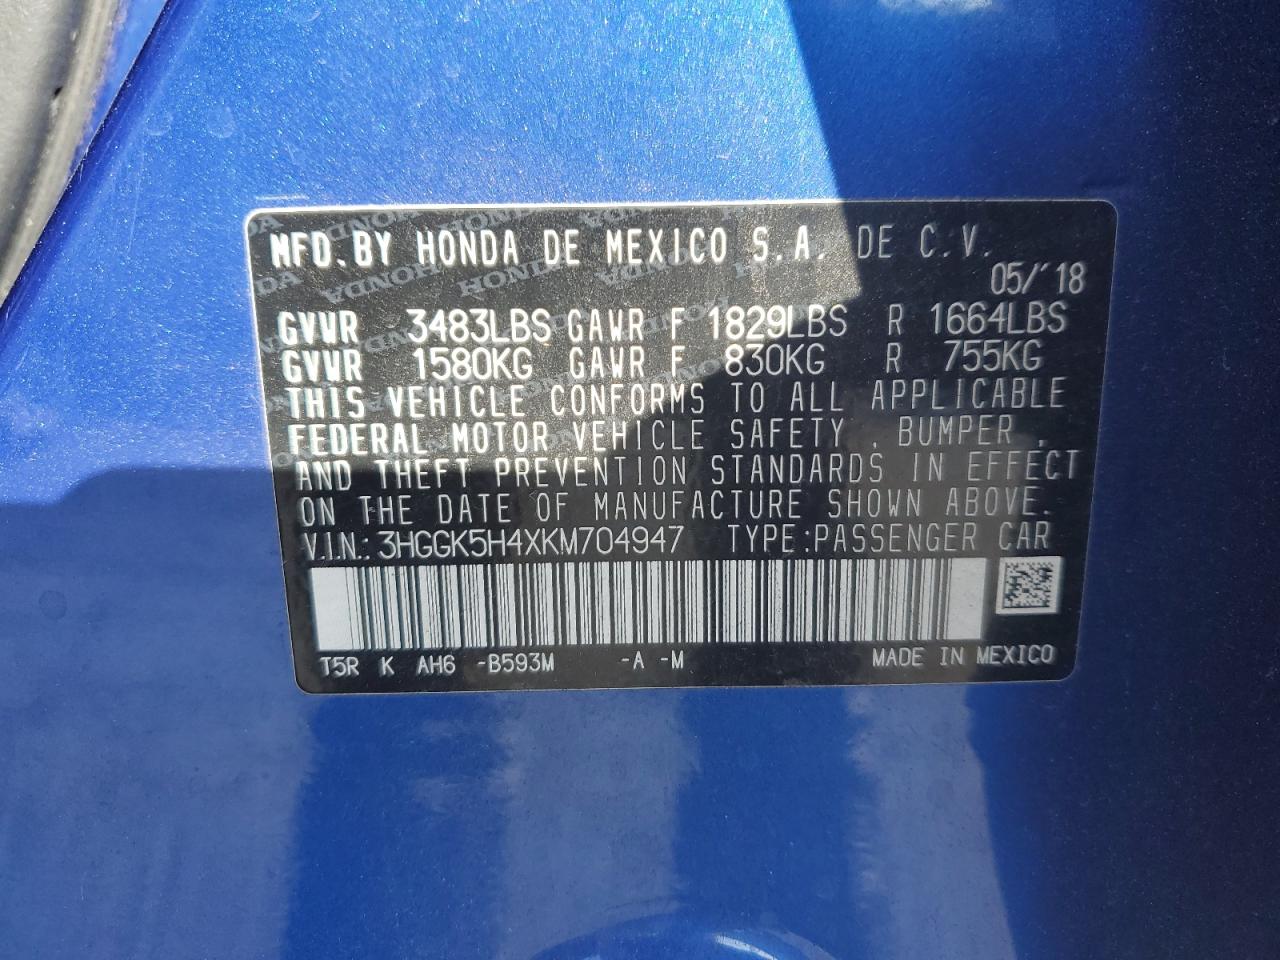 MFD. BY HONDA DE MEXICO S.A. DE C.V.
05/'18
GVWR 3483LBS GAWR F 1829LBS R 1664LBS
GVWR 1580KG GAWR F 830KG R 755KG
THIS VEHICLE CONFORMS TO ALL APPLICABLE
FEDERAL MOTOR VEHICLE SAFETY, BUMPER,
AND THEFT PREVENTION STANDARDS IN EFFECT
ON THE DATE OF MANUFACTURE SHOWN ABOVE.
V.I.N.: 3HGGK5H4XKM704947 TYPE:PASSENGER CAR
T5R K AH6 -B593M -A -M MADE IN MEXICO